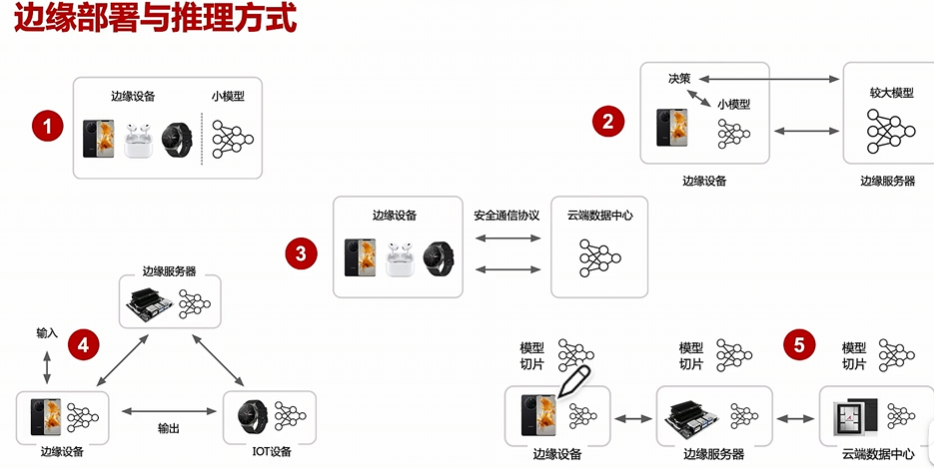 边缘部署与推理方式
1
边缘设备
小模型
2
决策
小模型
较大模型
边缘设备
边缘服务器
3
边缘设备
安全通信协议
云端数据中心
4
边缘服务器
输入
输出
边缘设备
IOT设备
5
模型
切片
模型
切片
模型
切片
边缘设备
边缘服务器
云端数据中心